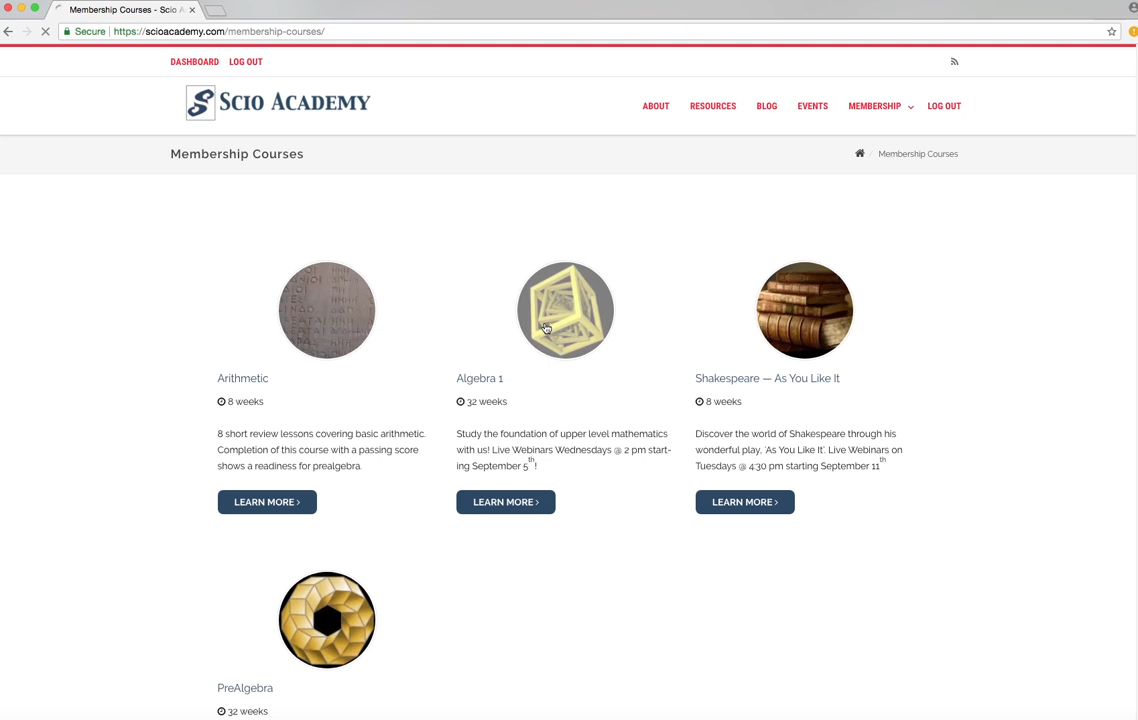 Membership Courses - Scio A
Secure https://scioacademy.com/membership-courses/
DASHBOARD LOG OUT
SCIO ACADEMY
ABOUT RESOURCES BLOG EVENTS MEMBERSHIP LOG OUT
Membership Courses
/ Membership Courses
Arithmetic
8 weeks
8 short review lessons covering basic arithmetic.
Completion of this course with a passing score
shows a readiness for prealgebra.
LEARN MORE ›
Algebra 1
32 weeks
Study the foundation of upper level mathematics
with us! Live Webinars Wednesdays @ 2 pm start-
ing September 5th!
LEARN MORE ›
Shakespeare — As You Like It
8 weeks
Discover the world of Shakespeare through his
wonderful play, 'As You Like It'. Live Webinars on
Tuesdays @ 4:30 pm starting September 11th
LEARN MORE ›
PreAlgebra
32 weeks